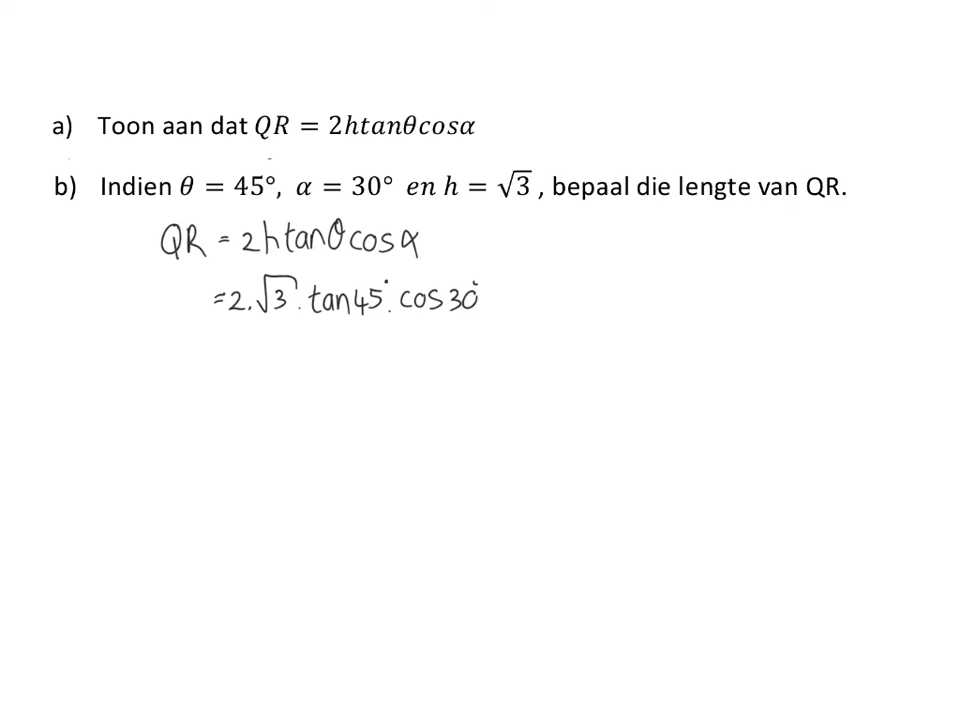 a) Toon aan dat QR = 2htanθcosα
b) Indien θ = 45°, α = 30° en h = √3 , bepaal die lengte van QR.
QR = 2htanθcosα
= 2.√3 . tan45° . cos30°